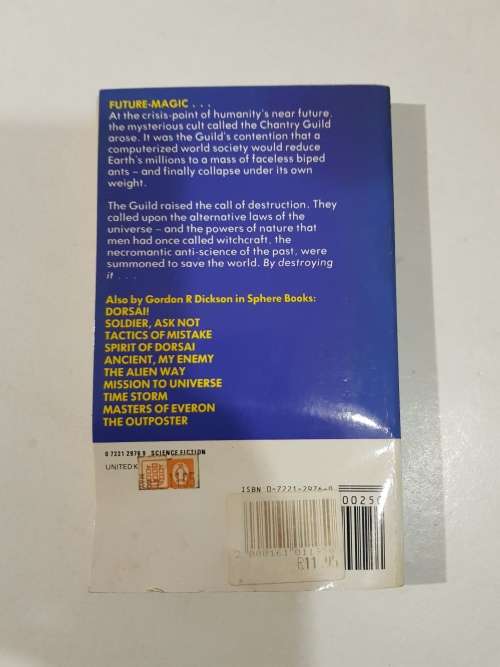 FUTURE-MAGIC . . .
At the crisis-point of humanity's near future,
the mysterious cult called the Chantry Guild
arose. It was the Guild's contention that a
computerized world society would reduce
Earth's millions to a mass of faceless biped
ants – and finally collapse under its own
weight.
The Guild raised the call of destruction. They
called upon the alternative laws of the
universe – and the powers of nature that
men had once called witchcraft, the
necromantic anti-science of the past, were
summoned to save the world. By destroying
it . . .
Also by Gordon R Dickson in Sphere Books:
DORSAI!
SOLDIER, ASK NOT
TACTICS OF MISTAKE
SPIRIT OF DORSAI
ANCIENT, MY ENEMY
THE ALIEN WAY
MISSION TO UNIVERSE
TIME STORM
MASTERS OF EVERON
THE OUTPOSTER
SCIENCE FICTION
UNITED K
ISBN 0-7221-2976-
0025
R11.95